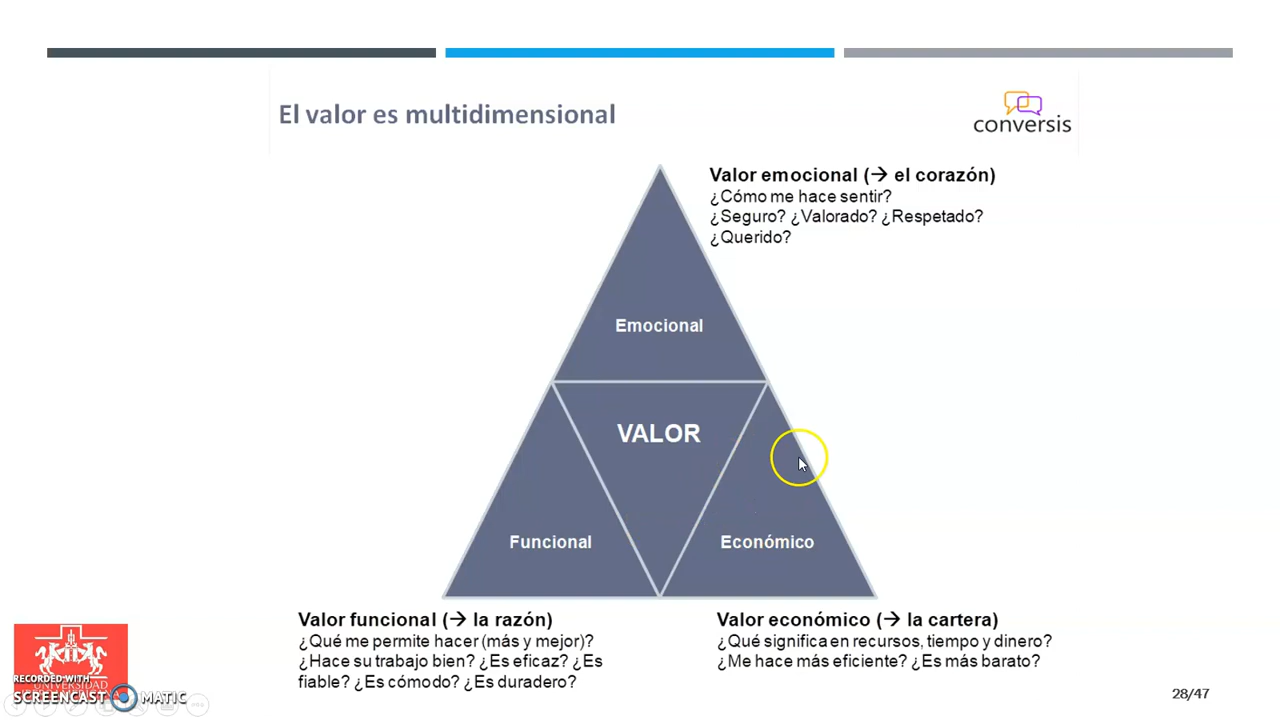 El valor es multidimensional
conversis
Valor emocional (→ el corazón)
¿Cómo me hace sentir?
¿Seguro? ¿Valorado? ¿Respetado?
¿Querido?
Emocional
VALOR
Funcional
Económico
Valor funcional (→ la razón)
¿Qué me permite hacer (más y mejor)?
¿Hace su trabajo bien? ¿Es eficaz? ¿Es
fiable? ¿Es cómodo? ¿Es duradero?
Valor económico (→ la cartera)
¿Qué significa en recursos, tiempo y dinero?
¿Me hace más eficiente? ¿Es más barato?
RECORDED WITH
UNIVERSIDAD
SCREENCAST MATIC
28/47